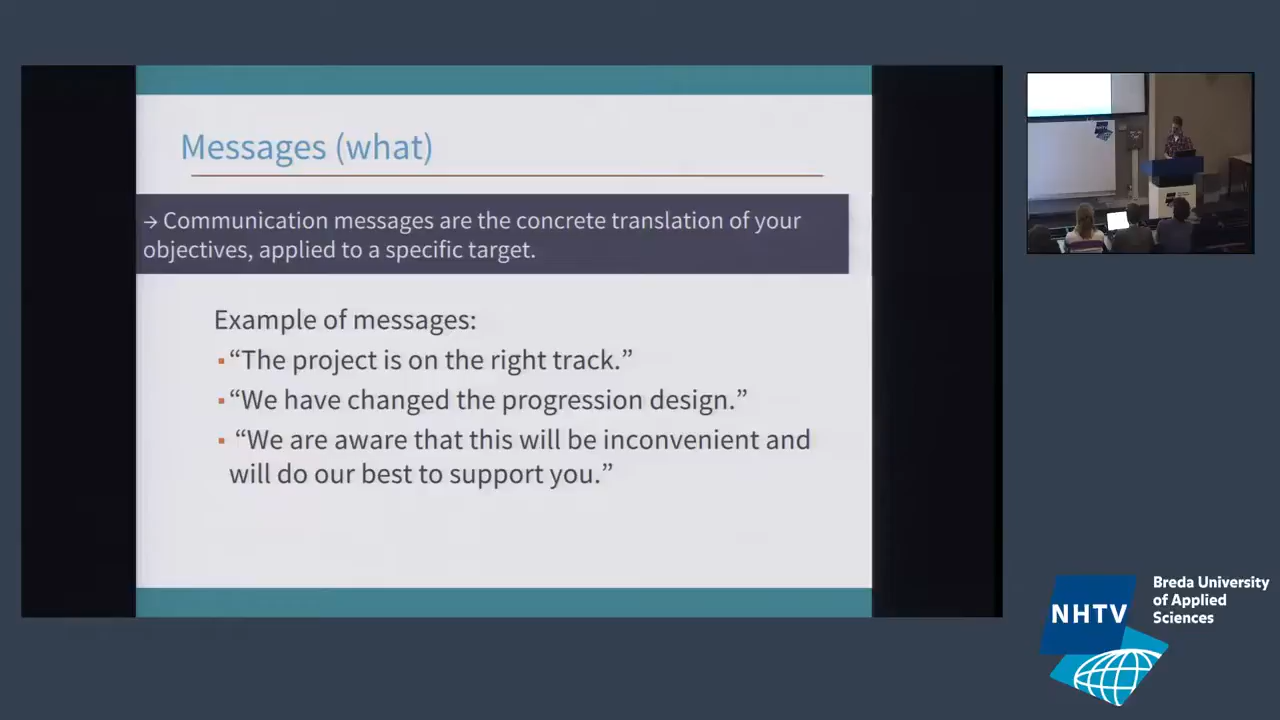 Messages (what)
→ Communication messages are the concrete translation of your
objectives, applied to a specific target.
Example of messages:
▪“The project is on the right track.”
▪“We have changed the progression design.”
▪ “We are aware that this will be inconvenient and
will do our best to support you.”
NHTV
Breda University
of Applied
Sciences